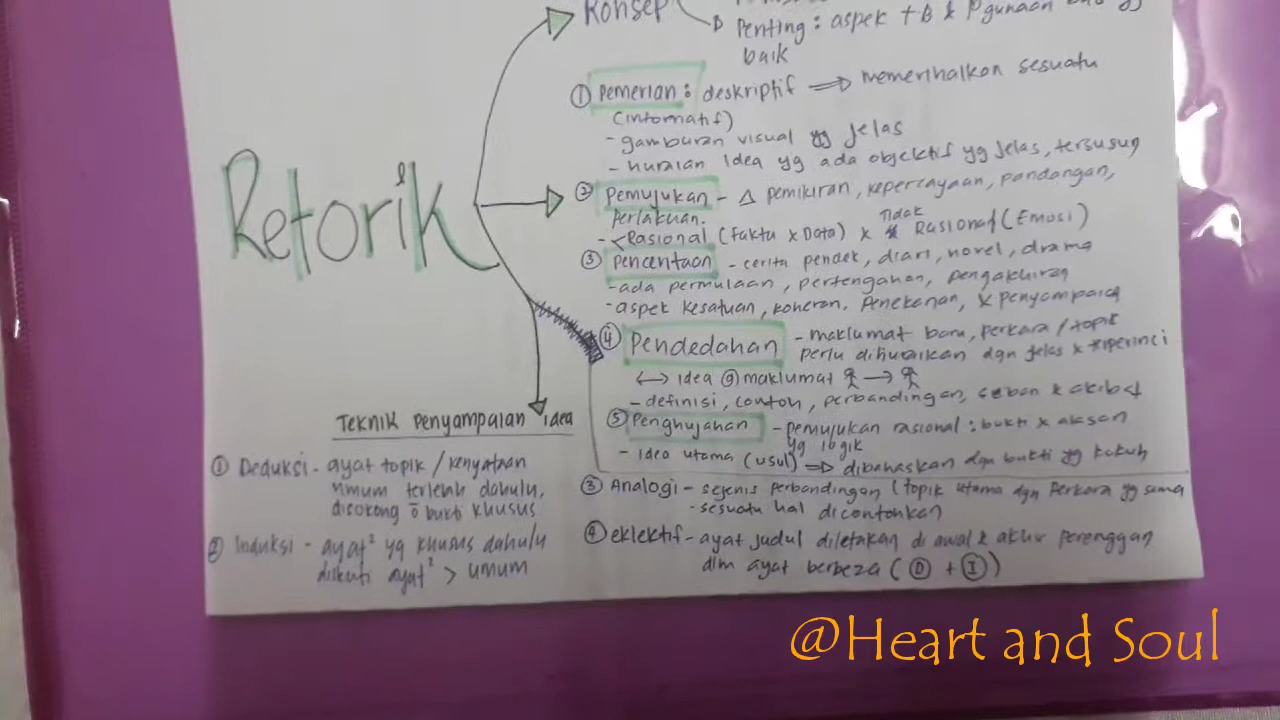 Konsep
Penting : aspek TB & Pgunaan yg
baik
Retorik
① Pemerian : deskriptif ⇒ memerihalkan sesuatu
(informatif)
- gambaran visual yg jelas
- huraian idea yg ada objektif yg jelas, tersusun
② Pemujukan - Δ pemikiran, kepercayaan, pandangan,
perlakuan.
- < Rasional (Fakta x Data) x tidak Rasional (Emosi)
③ Penceritaan - cerita pendek, diari, novel, drama
- ada permulaan, pertengahan, pengakhiran
- aspek kesatuan, koheran, Penekanan, x penyampaian
④ Pendedahan - maklumat baru, perkara / topik
perlu dihuraikan dgn jelas x terperinci
↔ idea @ maklumat →
- definisi, contoh, perbandingan, sebab x akibat
⑤ Penghujahan - pemujukan rasional : bukti x alasan
yg logik
- idea utama (usul) ⇒ dibahaskan dgn bukti yg kukuh
Teknik Penyampaian idea
① Deduksi - ayat topik / kenyataan
umum terlebih dahulu,
disokong bukti khusus
② Induksi - ayat² yg khusus dahulu
diikuti ayat² > umum
③ Analogi - sejenis perbandingan (topik utama dgn perkara yg sama
- sesuatu hal dicontohkan
④ eklektif - ayat judul diletakan di awal & akhir perenggan
dlm ayat berbeza (D + I)
@Heart and Soul